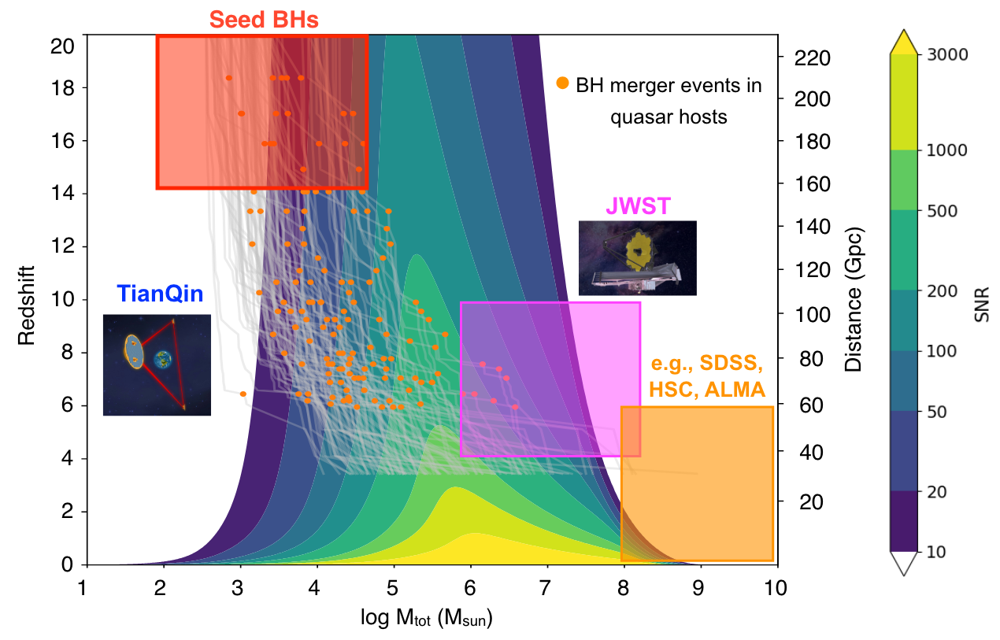 Seed BHs
20
18
16
14
12
10
8
6
4
2
0
Redshift
BH merger events in
quasar hosts
JWST
TianQin
e.g., SDSS,
HSC, ALMA
1 2 3 4 5 6 7 8 9 10
log Mtot (Msun)
220
200
180
160
140
120
100
80
60
40
20
Distance (Gpc)
3000
1000
500
200
100
50
20
10
SNR